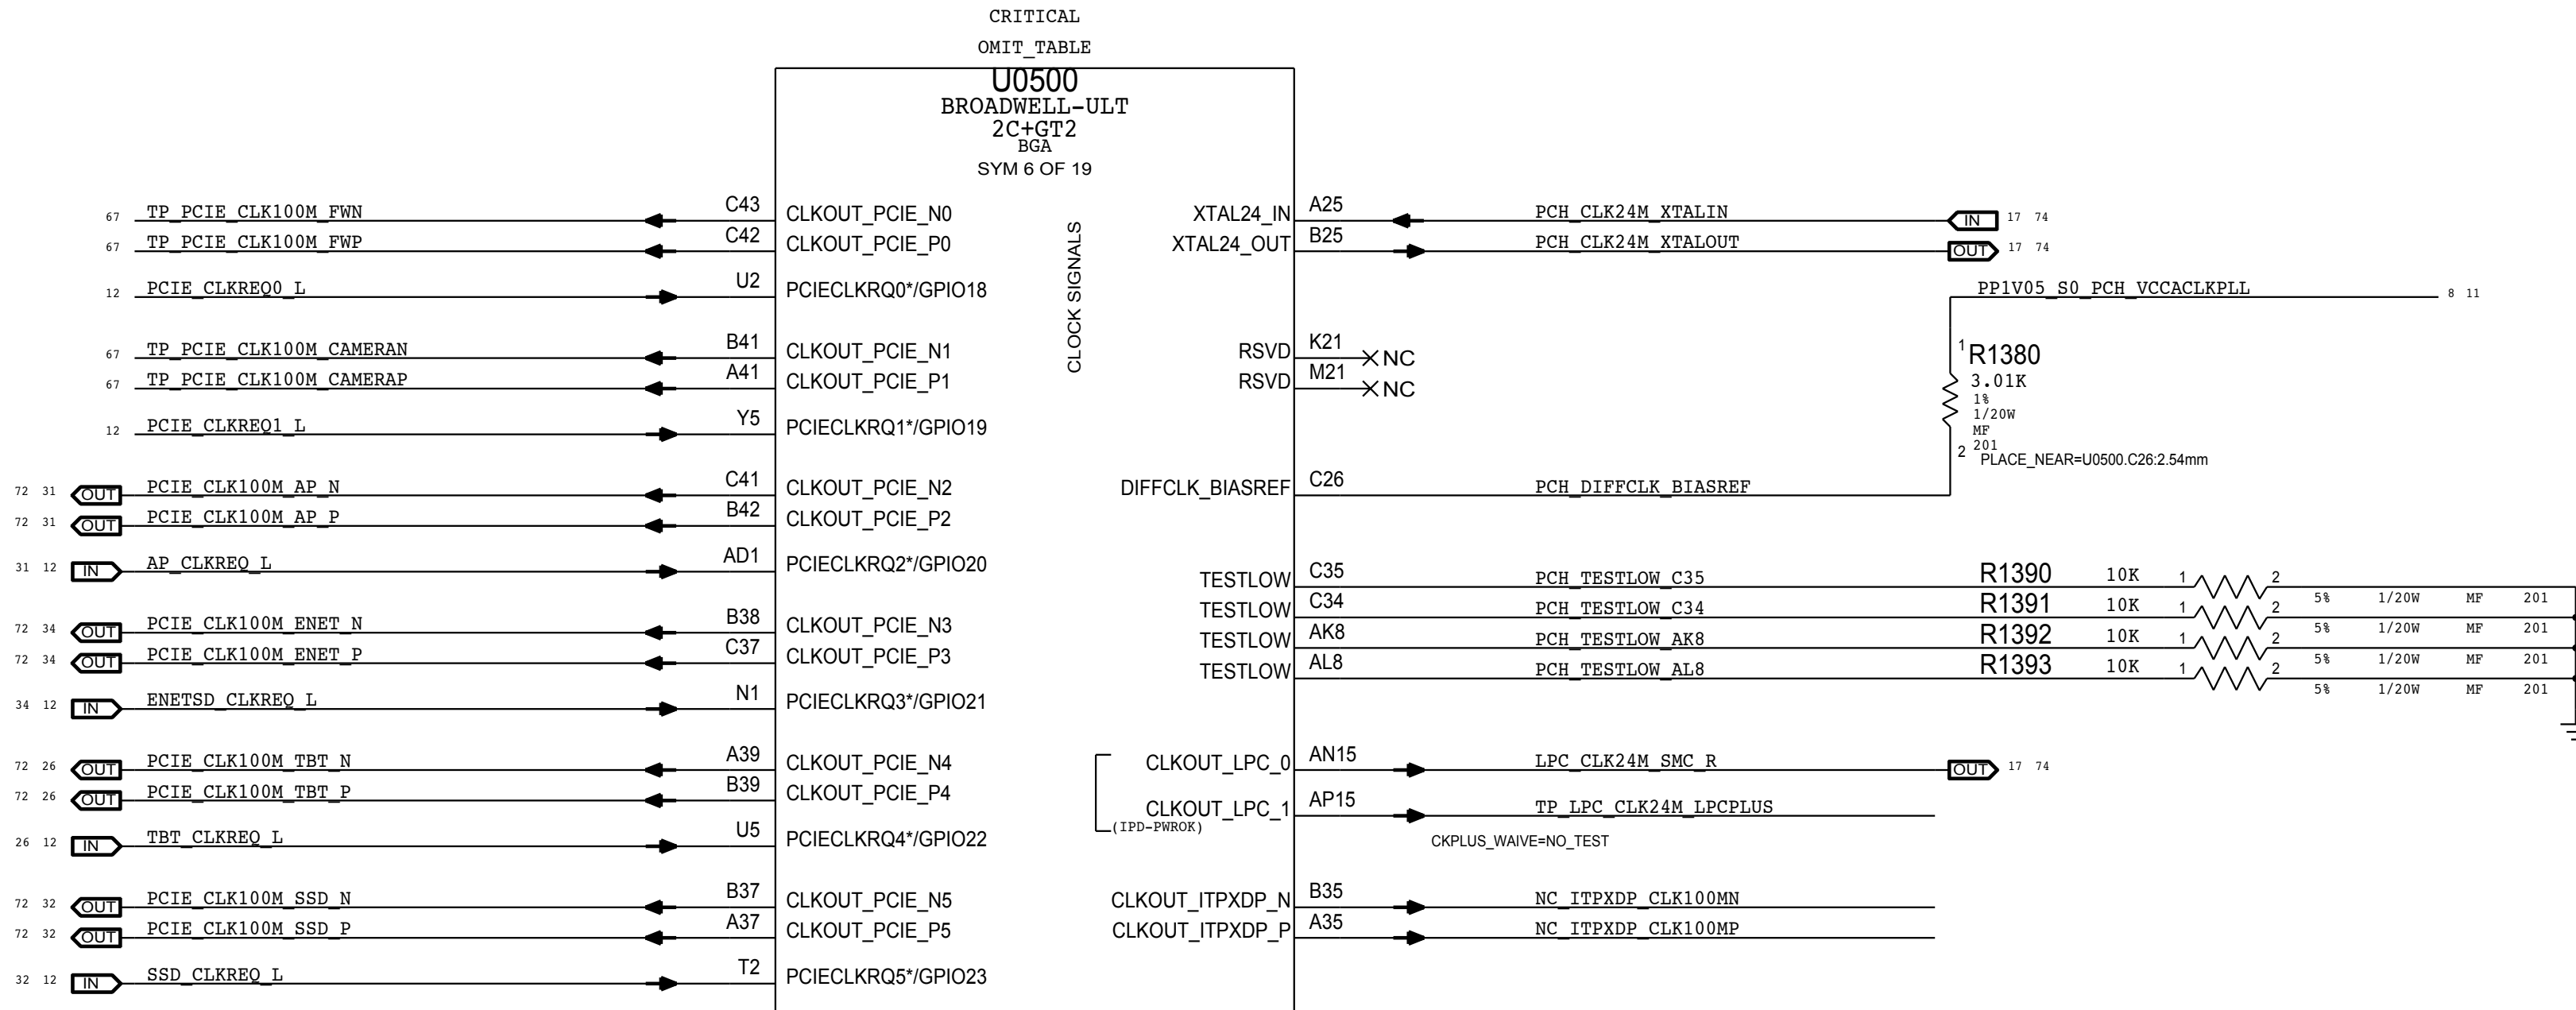 CRITICAL
OMIT_TABLE
U0500
BROADWELL-ULT
2C+GT2
BGA
SYM 6 OF 19
CLOCK SIGNALS
67 TP_PCIE_CLK100M_FWN C43 CLKOUT_PCIE_N0
67 TP_PCIE_CLK100M_FWP C42 CLKOUT_PCIE_P0
12 PCIE_CLKREQ0_L U2 PCIECLKRQ0*/GPIO18
67 TP_PCIE_CLK100M_CAMERAN B41 CLKOUT_PCIE_N1
67 TP_PCIE_CLK100M_CAMERAP A41 CLKOUT_PCIE_P1
12 PCIE_CLKREQ1_L Y5 PCIECLKRQ1*/GPIO19
72 31 OUT PCIE_CLK100M_AP_N C41 CLKOUT_PCIE_N2
72 31 OUT PCIE_CLK100M_AP_P B42 CLKOUT_PCIE_P2
31 12 IN AP_CLKREQ_L AD1 PCIECLKRQ2*/GPIO20
72 34 OUT PCIE_CLK100M_ENET_N B38 CLKOUT_PCIE_N3
72 34 OUT PCIE_CLK100M_ENET_P C37 CLKOUT_PCIE_P3
34 12 IN ENETSD_CLKREQ_L N1 PCIECLKRQ3*/GPIO21
72 26 OUT PCIE_CLK100M_TBT_N A39 CLKOUT_PCIE_N4
72 26 OUT PCIE_CLK100M_TBT_P B39 CLKOUT_PCIE_P4
26 12 IN TBT_CLKREQ_L U5 PCIECLKRQ4*/GPIO22
72 32 OUT PCIE_CLK100M_SSD_N B37 CLKOUT_PCIE_N5
72 32 OUT PCIE_CLK100M_SSD_P A37 CLKOUT_PCIE_P5
32 12 IN SSD_CLKREQ_L T2 PCIECLKRQ5*/GPIO23
XTAL24_IN A25 PCH_CLK24M_XTALIN IN 17 74
XTAL24_OUT B25 PCH_CLK24M_XTALOUT OUT 17 74
PP1V05_S0_PCH_VCCACLKPLL 8 11
RSVD K21 NC
RSVD M21 NC
1 R1380
3.01K
1%
1/20W
MF
2 201
PLACE_NEAR=U0500.C26:2.54mm
DIFFCLK_BIASREF C26 PCH_DIFFCLK_BIASREF
TESTLOW C35 PCH_TESTLOW_C35 R1390 10K 1 2
5% 1/20W MF 201
TESTLOW C34 PCH_TESTLOW_C34 R1391 10K 1 2
5% 1/20W MF 201
TESTLOW AK8 PCH_TESTLOW_AK8 R1392 10K 1 2
5% 1/20W MF 201
TESTLOW AL8 PCH_TESTLOW_AL8 R1393 10K 1 2
5% 1/20W MF 201
CLKOUT_LPC_0 AN15 LPC_CLK24M_SMC_R OUT 17 74
CLKOUT_LPC_1 AP15 TP_LPC_CLK24M_LPCPLUS
(IPD-PWROK)
CKPLUS_WAIVE=NO_TEST
CLKOUT_ITPXDP_N B35 NC_ITPXDP_CLK100MN
CLKOUT_ITPXDP_P A35 NC_ITPXDP_CLK100MP